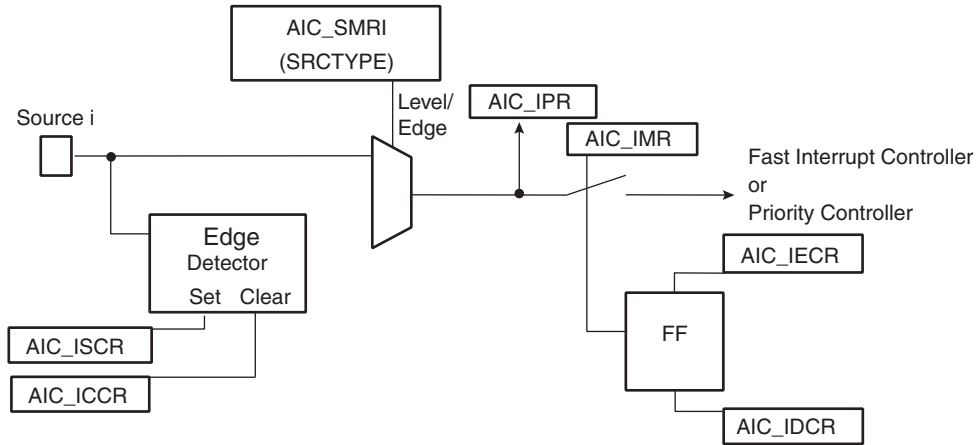 AIC_SMRI
(SRCTYPE)
Level/
Edge
AIC_IPR
AIC_IMR
Source i
Fast Interrupt Controller
or
Priority Controller
Edge
Detector
Set Clear
AIC_IECR
FF
AIC_ISCR
AIC_ICCR
AIC_IDCR